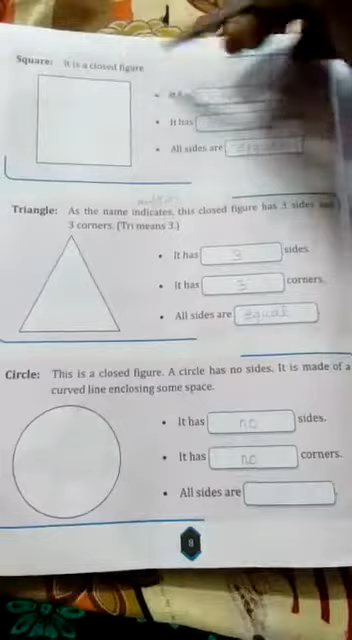 Square: It is a closed figure
It has
It has
All sides are
Triangle: As the name indicates, this closed figure has 3 sides
3 corners. (Tri means 3.)
It has 3 sides
It has 3 corners.
All sides are equal
Circle: This is a closed figure. A circle has no sides. It is made of a
curved line enclosing some space.
It has no sides.
It has no corners.
All sides are
8